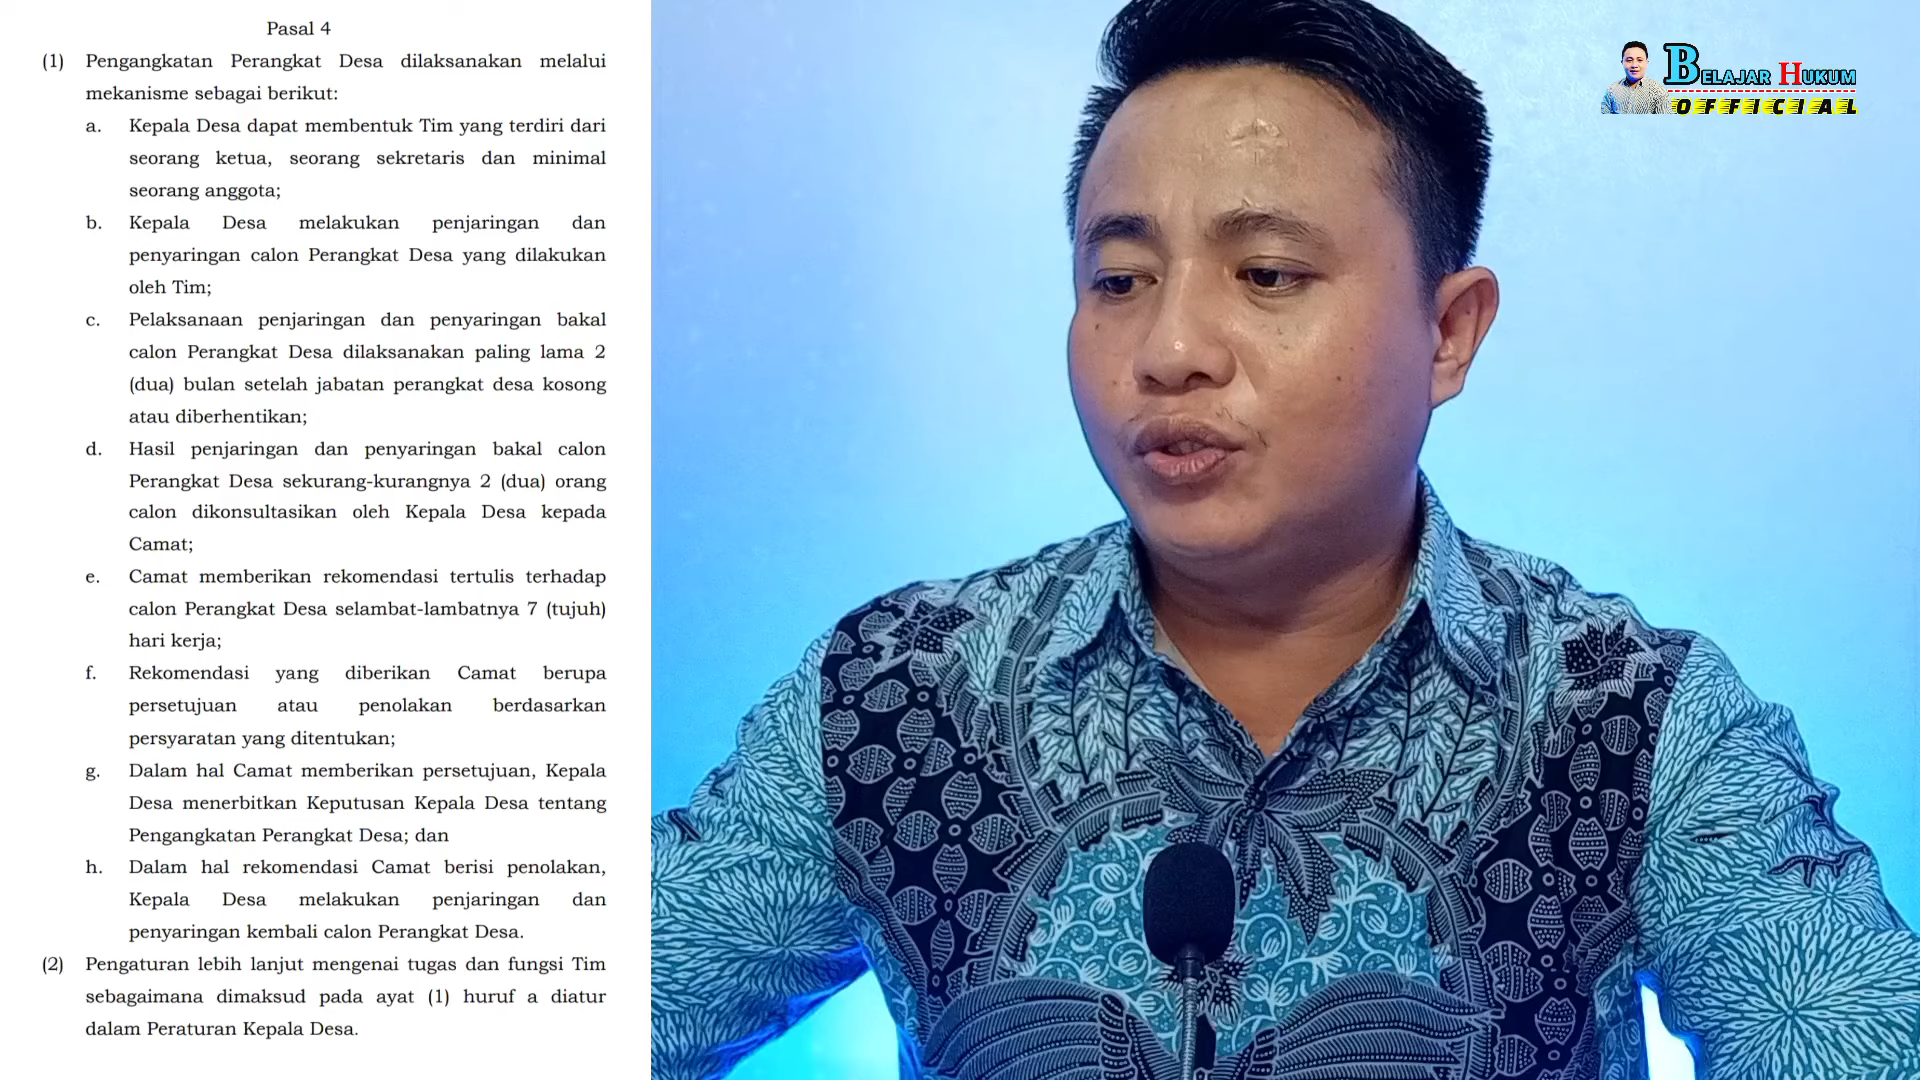 Pasal 4
(1) Pengangkatan Perangkat Desa dilaksanakan melalui
mekanisme sebagai berikut:
a. Kepala Desa dapat membentuk Tim yang terdiri dari
seorang ketua, seorang sekretaris dan minimal
seorang anggota;
b. Kepala Desa melakukan penjaringan dan
penyaringan calon Perangkat Desa yang dilakukan
oleh Tim;
c. Pelaksanaan penjaringan dan penyaringan bakal
calon Perangkat Desa dilaksanakan paling lama 2
(dua) bulan setelah jabatan perangkat desa kosong
atau diberhentikan;
d. Hasil penjaringan dan penyaringan bakal calon
Perangkat Desa sekurang-kurangnya 2 (dua) orang
calon dikonsultasikan oleh Kepala Desa kepada
Camat;
e. Camat memberikan rekomendasi tertulis terhadap
calon Perangkat Desa selambat-lambatnya 7 (tujuh)
hari kerja;
f. Rekomendasi yang diberikan Camat berupa
persetujuan atau penolakan berdasarkan
persyaratan yang ditentukan;
g. Dalam hal Camat memberikan persetujuan, Kepala
Desa menerbitkan Keputusan Kepala Desa tentang
Pengangkatan Perangkat Desa; dan
h. Dalam hal rekomendasi Camat berisi penolakan,
Kepala Desa melakukan penjaringan dan
penyaringan kembali calon Perangkat Desa.
(2) Pengaturan lebih lanjut mengenai tugas dan fungsi Tim
sebagaimana dimaksud pada ayat (1) huruf a diatur
dalam Peraturan Kepala Desa.
BELAJAR HUKUM
OFFICIAL